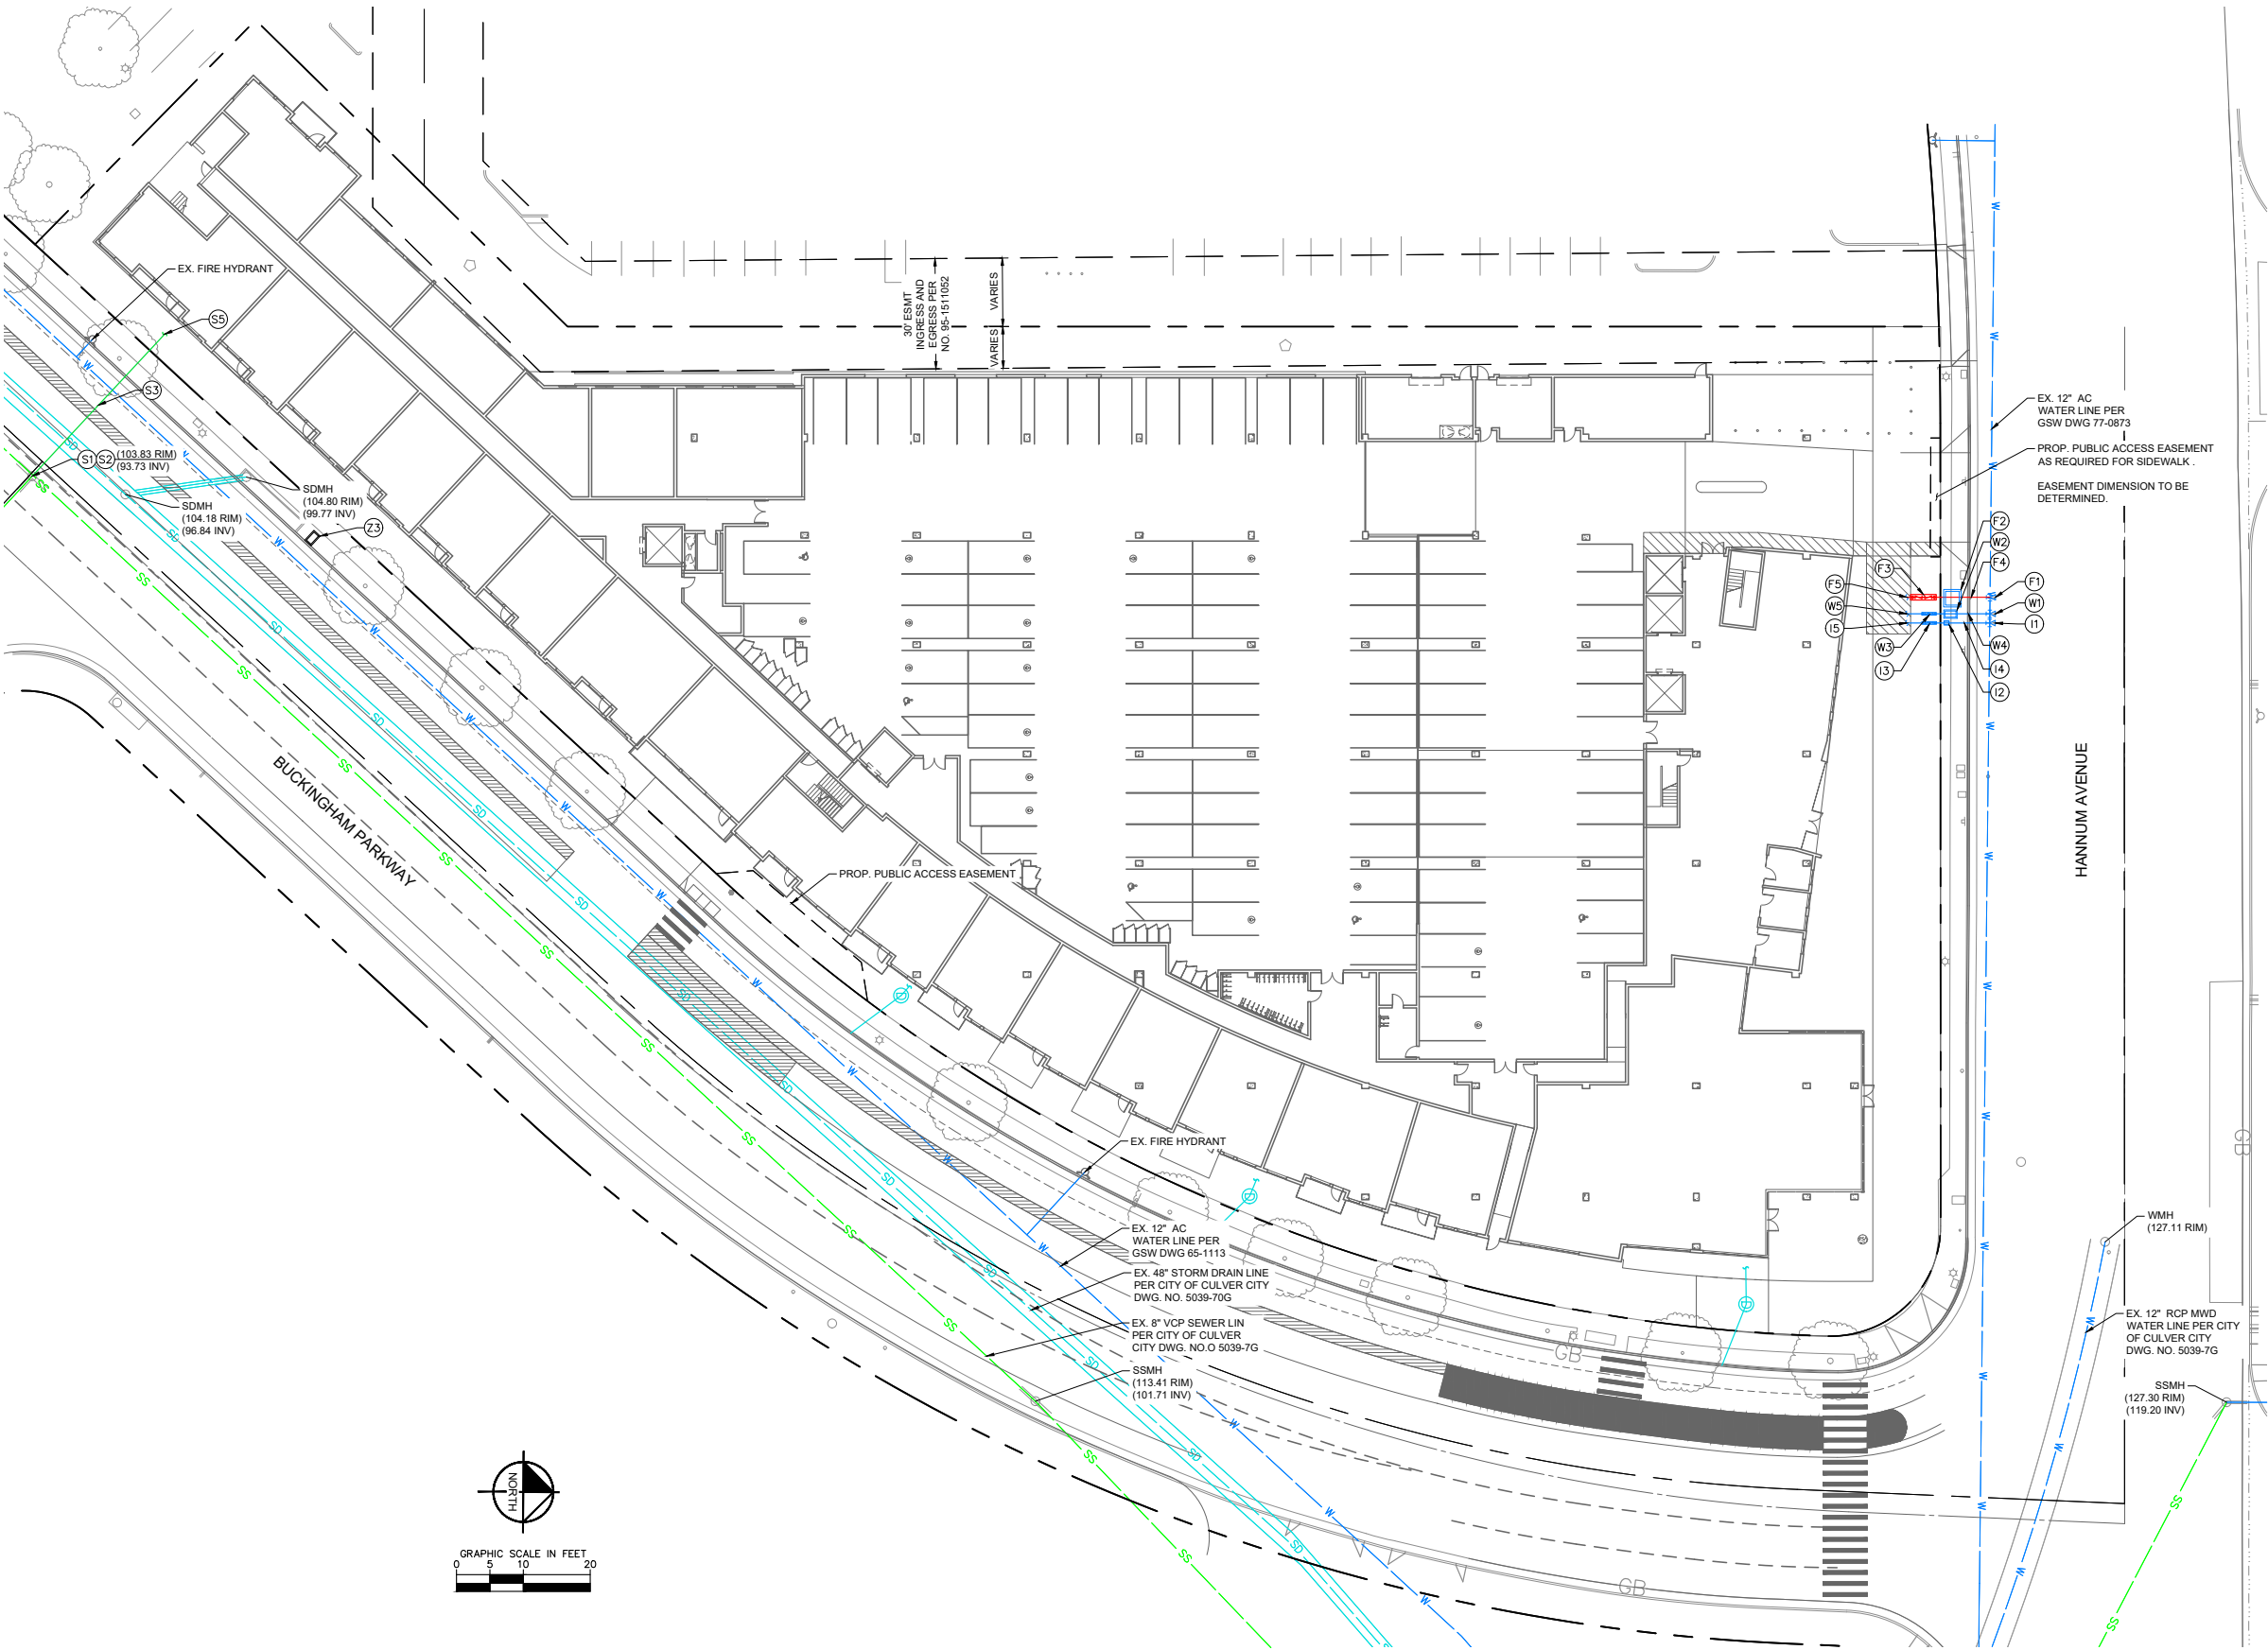 EX. FIRE HYDRANT
S5
S3
S1
S2
(103.83 RIM)
(93.73 INV)
SDMH
(104.80 RIM)
(99.77 INV)
SDMH
(104.18 RIM)
(96.84 INV)
Z3
30' ESMT
INGRESS AND
EGRESS PER
NO. 95-1511052
VARIES
VARIES
EX. 12" AC
WATER LINE PER
GSW DWG 77-0873
PROP. PUBLIC ACCESS EASEMENT
AS REQUIRED FOR SIDEWALK .
EASEMENT DIMENSION TO BE
DETERMINED.
F2
W2
F4
F3
F5
F1
W5
W1
I5
I1
W3
W4
I3
I4
I2
HANNUM AVENUE
BUCKINGHAM PARKWAY
PROP. PUBLIC ACCESS EASEMENT
EX. FIRE HYDRANT
EX. 12" AC
WATER LINE PER
GSW DWG 65-1113
EX. 48" STORM DRAIN LINE
PER CITY OF CULVER CITY
DWG. NO. 5039-70G
EX. 8" VCP SEWER LIN
PER CITY OF CULVER
CITY DWG. NO.O 5039-7G
SSMH
(113.41 RIM)
(101.71 INV)
WMH
(127.11 RIM)
EX. 12" RCP MWD
WATER LINE PER CITY
OF CULVER CITY
DWG. NO. 5039-7G
SSMH
(127.30 RIM)
(119.20 INV)
GB
GB
GB
W
SD
SS
D
D
D
NORTH
GRAPHIC SCALE IN FEET
0 5 10 20